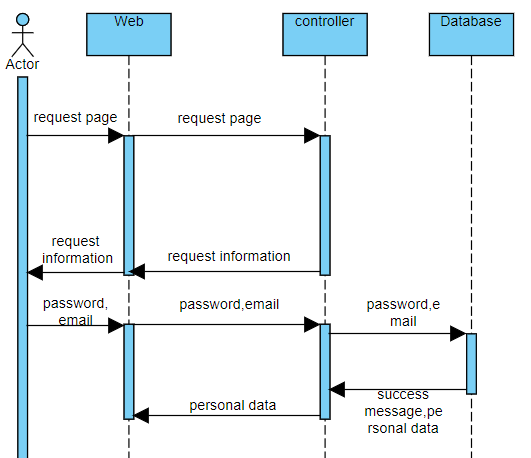 Web
controller
Database
Actor
request page
request page
request
information
request information
password,
email
password,email
password,e
mail
success
message,pe
rsonal data
personal data